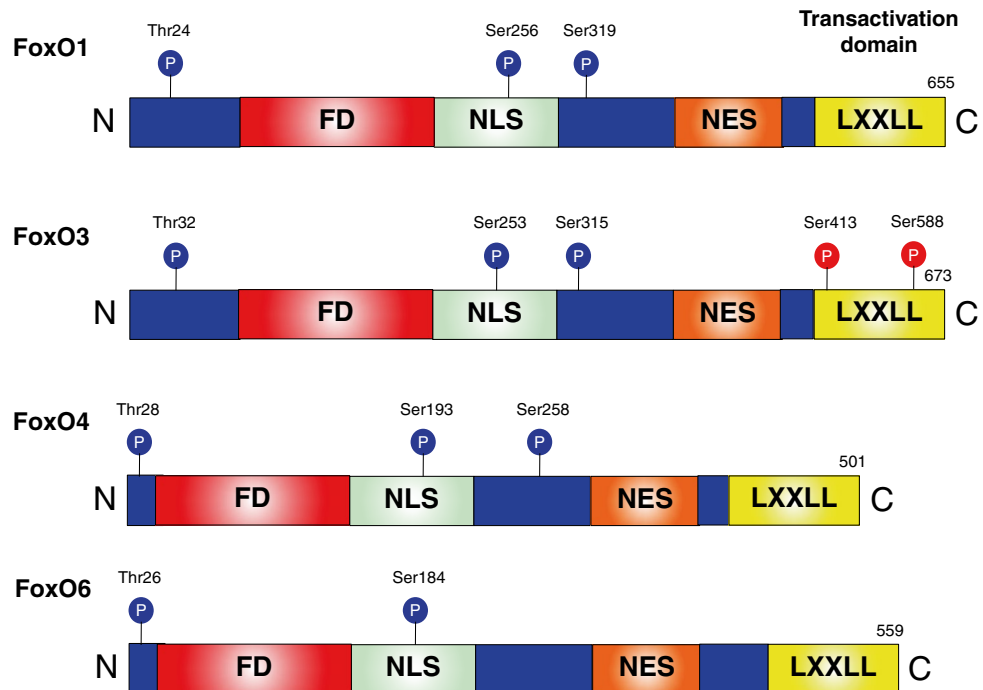 Transactivation
domain
FoxO1
Thr24 Ser256 Ser319
P P P
655
N FD NLS NES LXXLL C
FoxO3
Thr32 Ser253 Ser315 Ser413 Ser588
P P P P P
673
N FD NLS NES LXXLL C
FoxO4
Thr28 Ser193 Ser258
P P P
501
N FD NLS NES LXXLL C
FoxO6
Thr26 Ser184
P P
559
N FD NLS NES LXXLL C